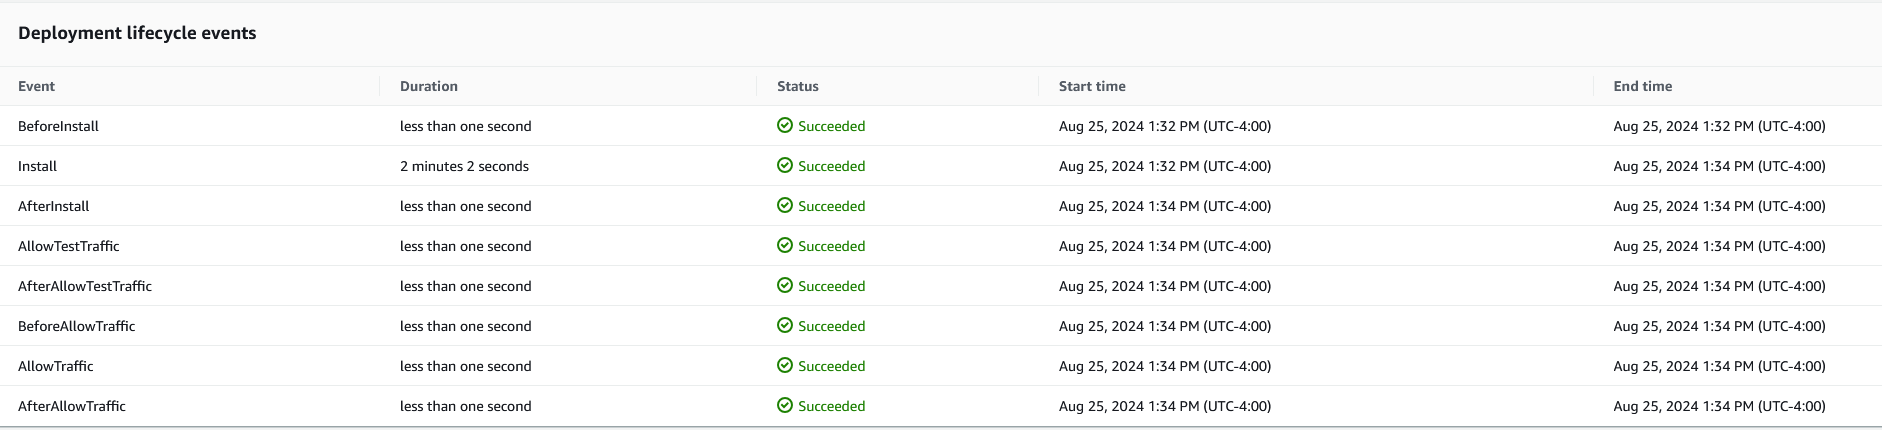 Deployment lifecycle events
Event Duration Status Start time End time
BeforeInstall less than one second Succeeded Aug 25, 2024 1:32 PM (UTC-4:00) Aug 25, 2024 1:32 PM (UTC-4:00)
Install 2 minutes 2 seconds Succeeded Aug 25, 2024 1:32 PM (UTC-4:00) Aug 25, 2024 1:34 PM (UTC-4:00)
AfterInstall less than one second Succeeded Aug 25, 2024 1:34 PM (UTC-4:00) Aug 25, 2024 1:34 PM (UTC-4:00)
AllowTestTraffic less than one second Succeeded Aug 25, 2024 1:34 PM (UTC-4:00) Aug 25, 2024 1:34 PM (UTC-4:00)
AfterAllowTestTraffic less than one second Succeeded Aug 25, 2024 1:34 PM (UTC-4:00) Aug 25, 2024 1:34 PM (UTC-4:00)
BeforeAllowTraffic less than one second Succeeded Aug 25, 2024 1:34 PM (UTC-4:00) Aug 25, 2024 1:34 PM (UTC-4:00)
AllowTraffic less than one second Succeeded Aug 25, 2024 1:34 PM (UTC-4:00) Aug 25, 2024 1:34 PM (UTC-4:00)
AfterAllowTraffic less than one second Succeeded Aug 25, 2024 1:34 PM (UTC-4:00) Aug 25, 2024 1:34 PM (UTC-4:00)